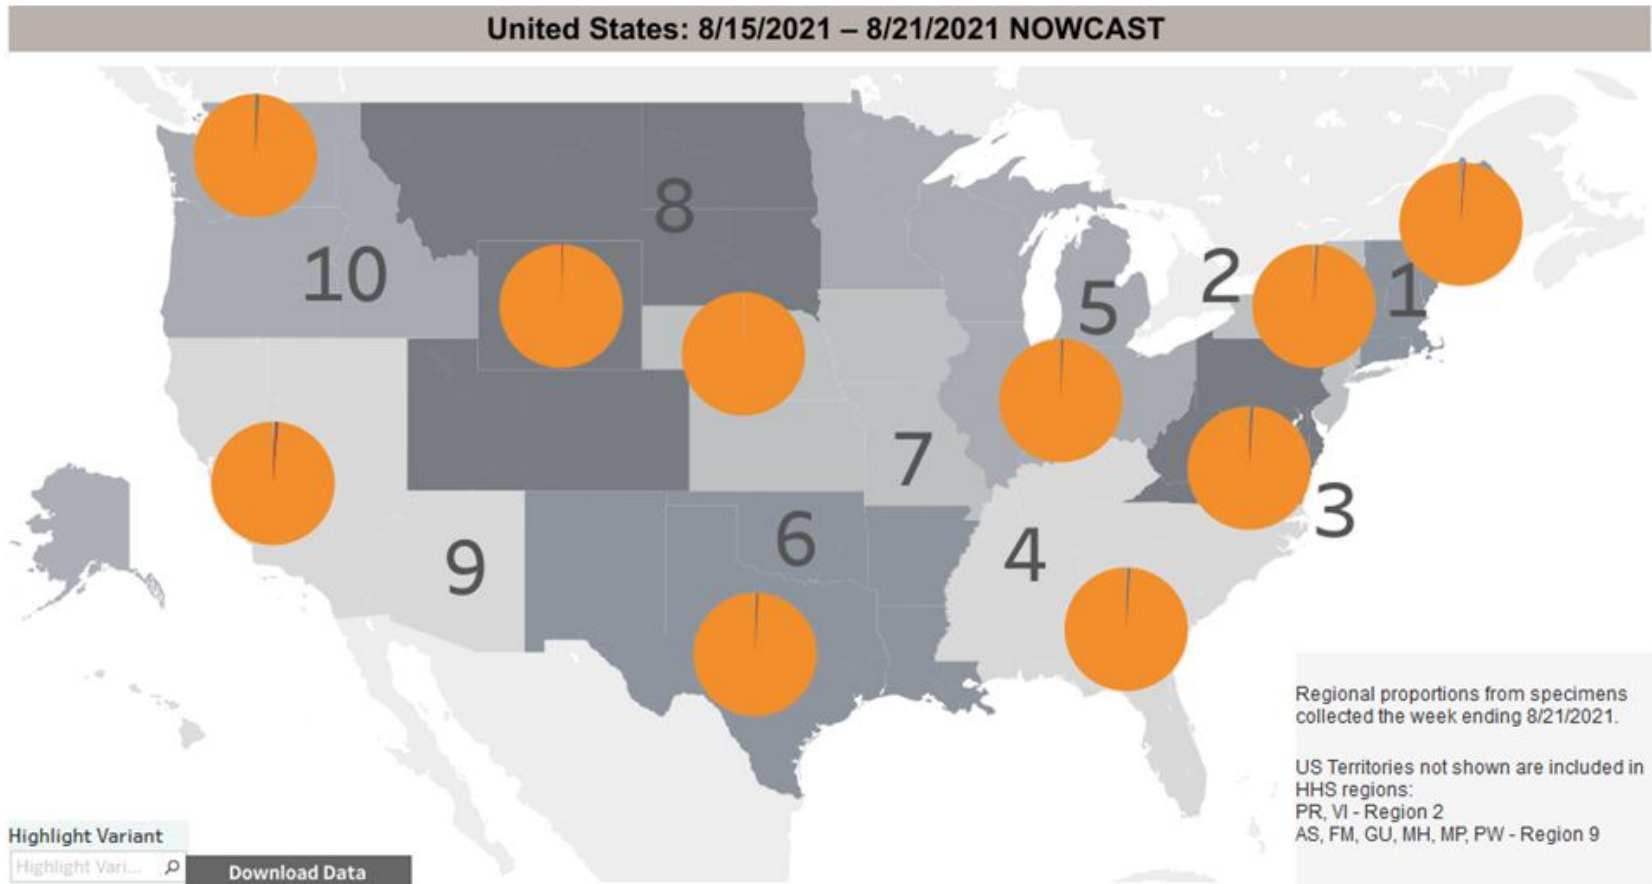 United States: 8/15/2021 – 8/21/2021 NOWCAST
8
10
2
1
5
7
3
6
4
9
Regional proportions from specimens
collected the week ending 8/21/2021.
US Territories not shown are included in
HHS regions:
PR, VI - Region 2
AS, FM, GU, MH, MP, PW - Region 9
Highlight Variant
Highlight Vari...
Download Data